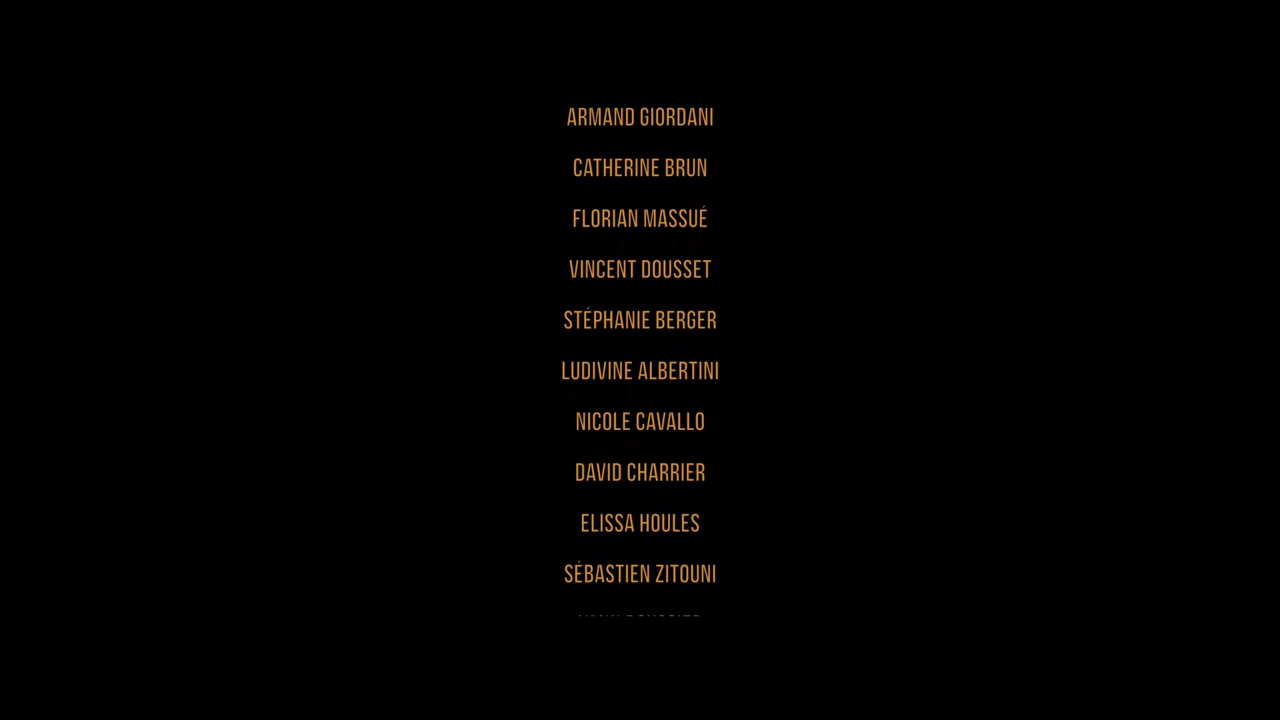 ARMAND GIORDANI
CATHERINE BRUN
FLORIAN MASSUÉ
VINCENT DOUSSET
STÉPHANIE BERGER
LUDIVINE ALBERTINI
NICOLE CAVALLO
DAVID CHARRIER
ELISSA HOULES
SÉBASTIEN ZITOUNI